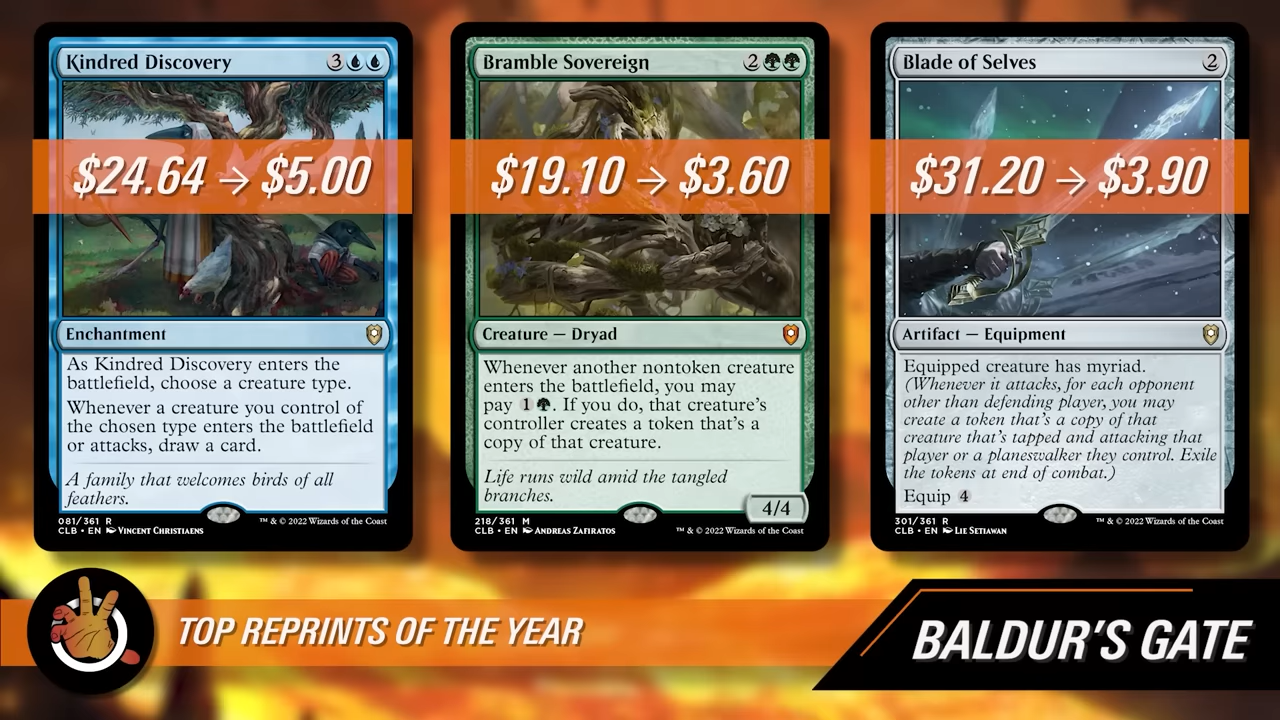 Kindred Discovery 3
$24.64 → $5.00
Enchantment
As Kindred Discovery enters the
battlefield, choose a creature type.
Whenever a creature you control of
the chosen type enters the battlefield
or attacks, draw a card.
A family that welcomes birds of all
feathers.
081/361 R
CLB • EN Vincent Christiaens
™ & © 2022 Wizards of the Coast
Bramble Sovereign 2
$19.10 → $3.60
Creature — Dryad
Whenever another nontoken creature
enters the battlefield, you may
pay 1. If you do, that creature's
controller creates a token that's a
copy of that creature.
Life runs wild amid the tangled
branches.
4/4
218/361 M
CLB • EN Andreas Zafiratos
™ & © 2022 Wizards of the Coast
Blade of Selves 2
$31.20 → $3.90
Artifact — Equipment
Equipped creature has myriad.
(Whenever it attacks, for each opponent
other than defending player, you may
create a token that's a copy of that
creature that's tapped and attacking that
player or a planeswalker they control. Exile
the tokens at end of combat.)
Equip 4
301/361 R
CLB • EN Lie Setiawan
™ & © 2022 Wizards of the Coast
TOP REPRINTS OF THE YEAR
BALDUR'S GATE